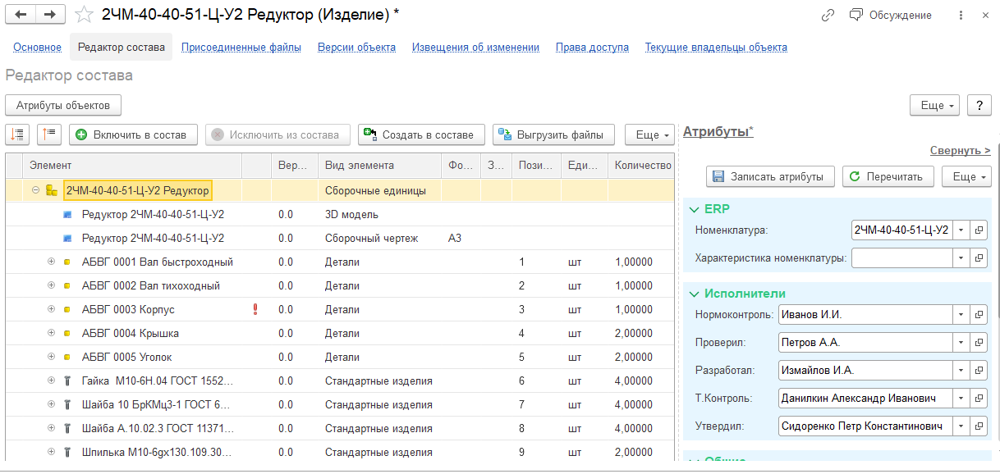 2ЧМ-40-40-51-Ц-У2 Редуктор (Изделие) *
Обсуждение
Основное Редактор состава Присоединенные файлы Версии объекта Извещения об изменении Права доступа Текущие владельцы объекта
Редактор состава
Атрибуты объектов Еще ?
Включить в состав Исключить из состава Создать в составе Выгрузить файлы Еще
Элемент Вер... Вид элемента Фо... З... Пози... Еди... Количество
2ЧМ-40-40-51-Ц-У2 Редуктор Сборочные единицы
Редуктор 2ЧМ-40-40-51-Ц-У2 0.0 3D модель
Редуктор 2ЧМ-40-40-51-Ц-У2 0.0 Сборочный чертеж А3
АБВГ 0001 Вал быстроходный 0.0 Детали 1 шт 1,00000
АБВГ 0002 Вал тихоходный 0.0 Детали 2 шт 1,00000
АБВГ 0003 Корпус 0.0 Детали 3 шт 1,00000
АБВГ 0004 Крышка 0.0 Детали 4 шт 2,00000
АБВГ 0005 Уголок 0.0 Детали 5 шт 2,00000
Гайка М10-6Н.04 ГОСТ 1552... 0.0 Стандартные изделия 6 шт 4,00000
Шайба 10 БрКМц3-1 ГОСТ 6... 0.0 Стандартные изделия 7 шт 4,00000
Шайба А.10.02.3 ГОСТ 11371... 0.0 Стандартные изделия 8 шт 4,00000
Шпилька М10-6gx130.109.30... 0.0 Стандартные изделия 9 шт 2,00000
Атрибуты*
Свернуть >
Записать атрибуты Перечитать Еще
ERP
Номенклатура: 2ЧМ-40-40-51-Ц-У2
Характеристика номенклатуры:
Исполнители
Нормоконтроль: Иванов И.И.
Проверил: Петров А.А.
Разработал: Измайлов И.А.
Т.Контроль: Данилкин Александр Иванович
Утвердил: Сидоренко Петр Константинович